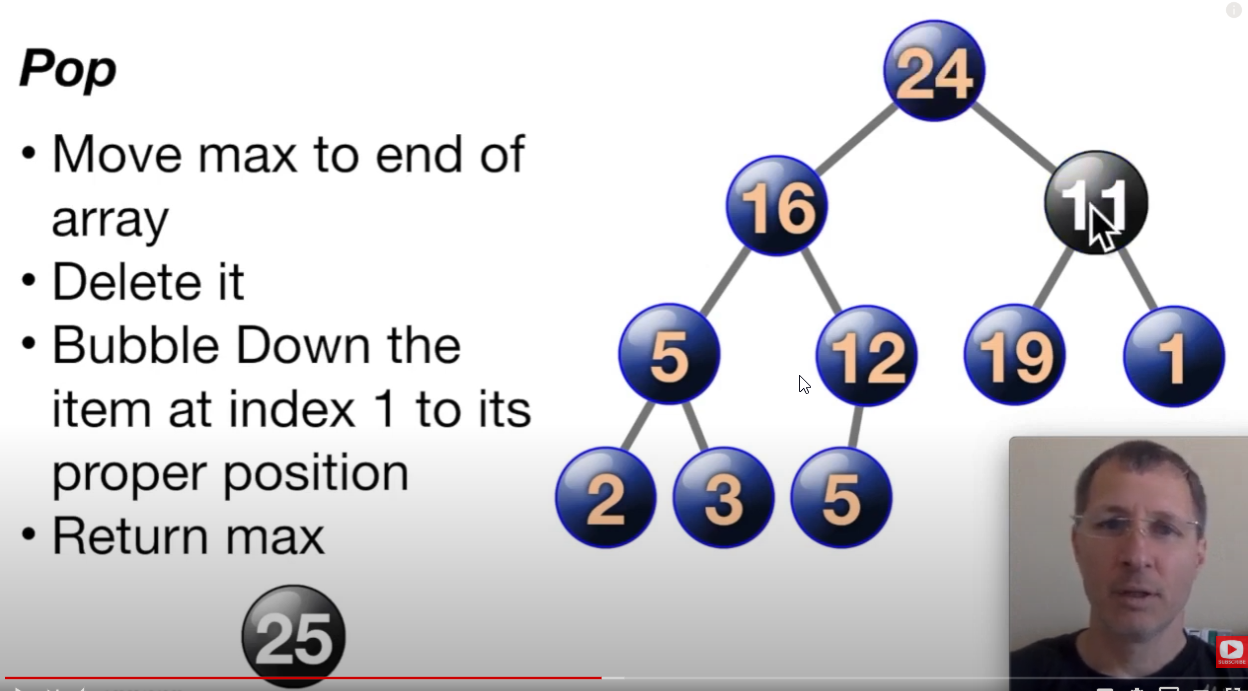 Pop
• Move max to end of
array
• Delete it
• Bubble Down the
item at index 1 to its
proper position
• Return max
25
24
16
11
5
12
19
1
2
3
5
SUBSCRIBE